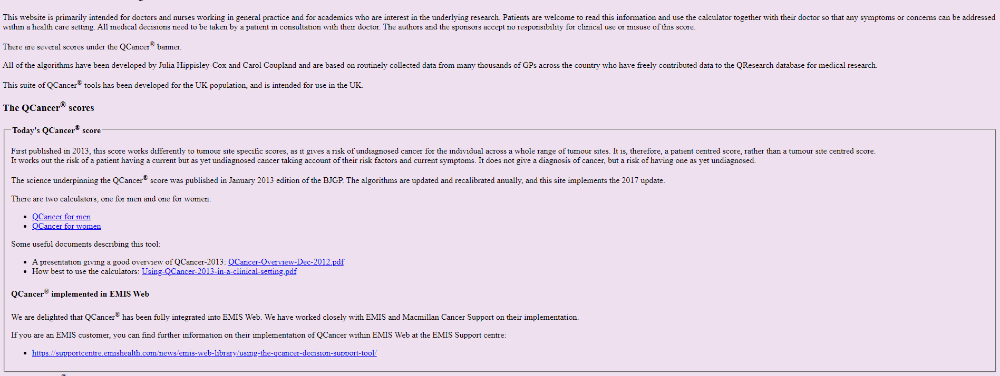 This website is primarily intended for doctors and nurses working in general practice and for academics who are interested in the underlying research. Patients are welcome to read this information and use the calculator together with their doctor so that any symptoms or concerns can be addressed
within a health care setting. All medical decisions need to be taken by a patient in consultation with their doctor. The authors and the sponsors accept no responsibility for clinical use or misuse of this score.
There are several scores under the QCancer® banner.
All of the algorithms have been developed by Julia Hippisley-Cox and Carol Coupland and are based on routinely collected data from many thousands of GPs across the country who have freely contributed data to the QResearch database for medical research.
This suite of QCancer® tools has been developed for the UK population, and is intended for use in the UK.
The QCancer® scores
Today's QCancer® score
First published in 2013, this score works differently to tumour site specific scores, as it gives a risk of undiagnosed cancer for the individual across a whole range of tumour sites. It is, therefore, a patient centred score, rather than a tumour site centred score.
It works out the risk of a patient having a current but as yet undiagnosed cancer taking account of their risk factors and current symptoms. It does not give a diagnosis of cancer, but a risk of having one as yet undiagnosed.
The science underpinning the QCancer® score was published in January 2013 edition of the BJGP. The algorithms are updated and recalibrated anually, and this site implements the 2017 update.
There are two calculators, one for men and one for women:
• QCancer for men
• QCancer for women
Some useful documents describing this tool:
• A presentation giving a good overview of QCancer-2013: QCancer-Overview-Dec-2012.pdf
• How best to use the calculators: Using-QCancer-2013-in-a-clinical-setting.pdf
QCancer® implemented in EMIS Web
We are delighted that QCancer® has been fully integrated into EMIS Web. We have worked closely with EMIS and Macmillan Cancer Support on their implementation.
If you are an EMIS customer, you can find further information on their implementation of QCancer within EMIS Web at the EMIS Support centre:
• https://supportcentre.emishealth.com/news/emis-web-library/using-the-qcancer-decision-support-tool/